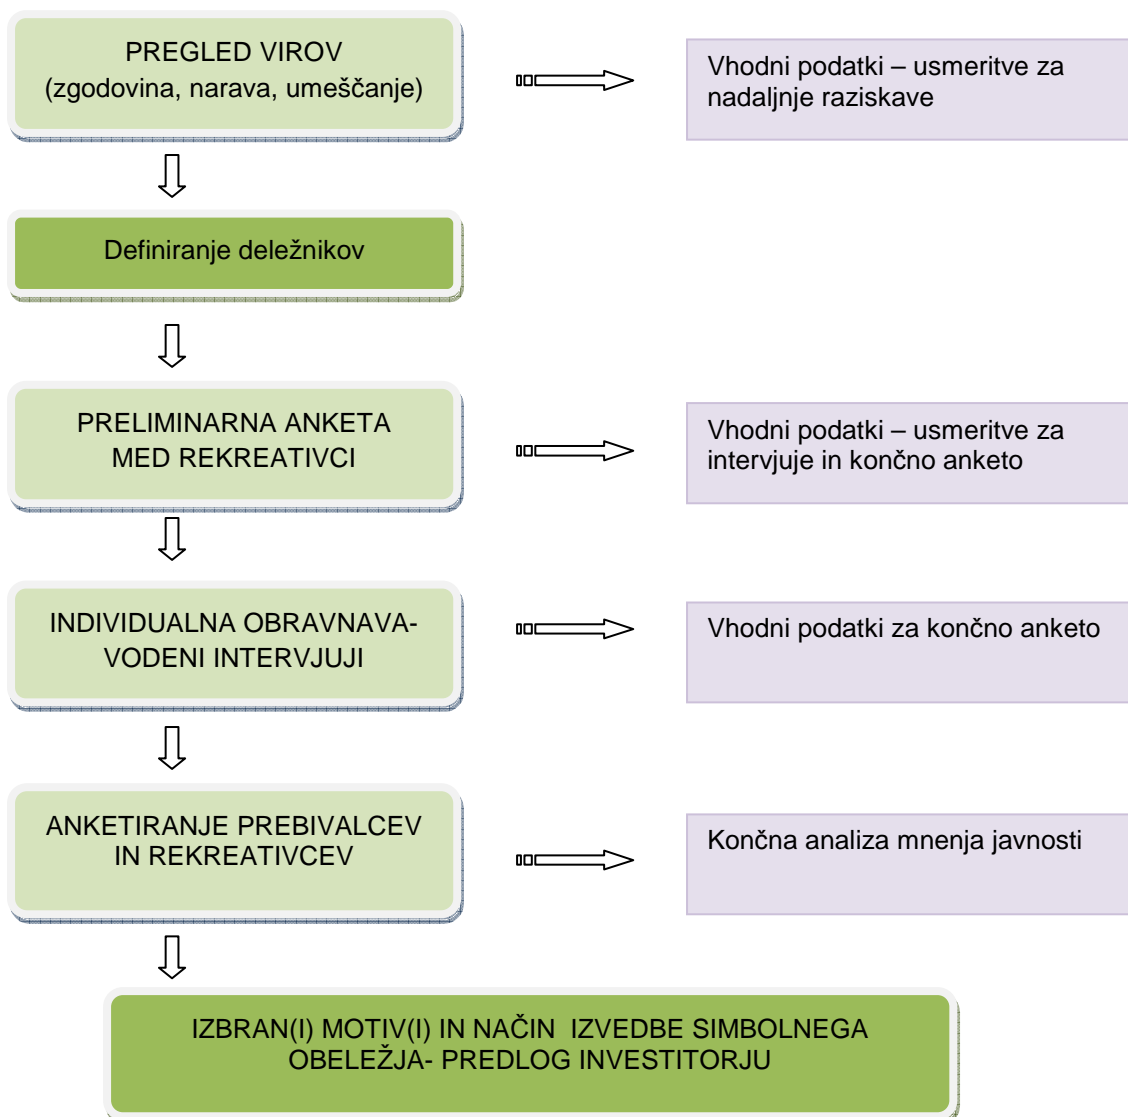 PREGLED VIROV
(zgodovina, narava, umeščanje)
Vhodni podatki – usmeritve za
nadaljnje raziskave
Definiranje deležnikov
PRELIMINARNA ANKETA
MED REKREATIVCI
Vhodni podatki – usmeritve za
intervjuje in končno anketo
INDIVIDUALNA OBRAVNAVA-
VODENI INTERVJUJI
Vhodni podatki za končno anketo
ANKETIRANJE PREBIVALCEV
IN REKREATIVCEV
Končna analiza mnenja javnosti
IZBRAN(I) MOTIV(I) IN NAČIN IZVEDBE SIMBOLNEGA
OBELEŽJA- PREDLOG INVESTITORJU